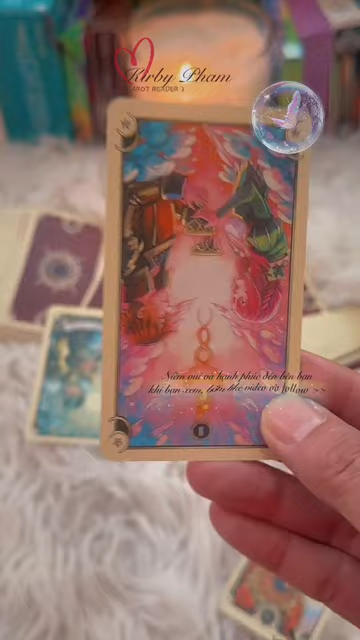 Kirby Pham
TAROT READER
Niềm vui và hạnh phúc đến bên bạn
khi bạn xem, bấm like video và follow ~~